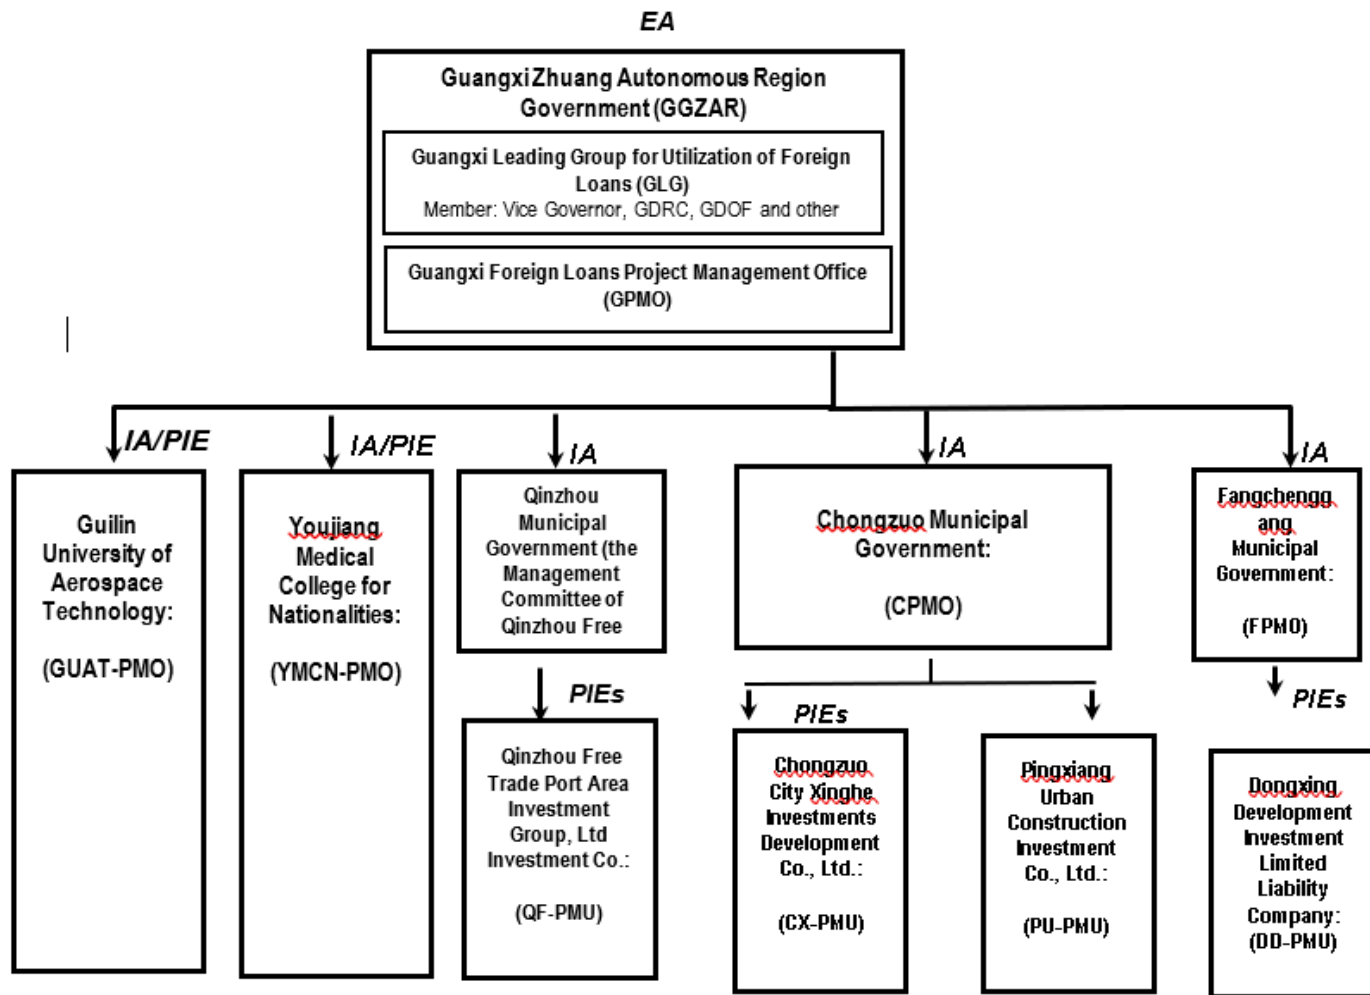 EA
Guangxi Zhuang Autonomous Region
Government (GGZAR)
Guangxi Leading Group for Utilization of Foreign
Loans (GLG)
Member: Vice Governor, GDRC, GDOF and other
Guangxi Foreign Loans Project Management Office
(GPMO)
IA/PIE
IA/PIE
IA
IA
IA
Guilin
University of
Aerospace
Technology:
(GUAT-PMO)
Youjiang
Medical
College for
Nationalities:
(YMCN-PMO)
Qinzhou
Municipal
Government (the
Management
Committee of
Qinzhou Free
Chongzuo Municipal
Government:
(CPMO)
Fangchengg
ang
Municipal
Government:
(FPMO)
PIEs
PIEs
PIEs
Qinzhou Free
Trade Port Area
Investment
Group, Ltd
Investment Co.:
(QF-PMU)
Chongzuo
City Xinghe
Investments
Development
Co., Ltd.:
(CX-PMU)
Pingxiang
Urban
Construction
Investment
Co., Ltd.:
(PU-PMU)
Dongxing
Development
Investment
Limited
Liability
Company:
(DD-PMU)